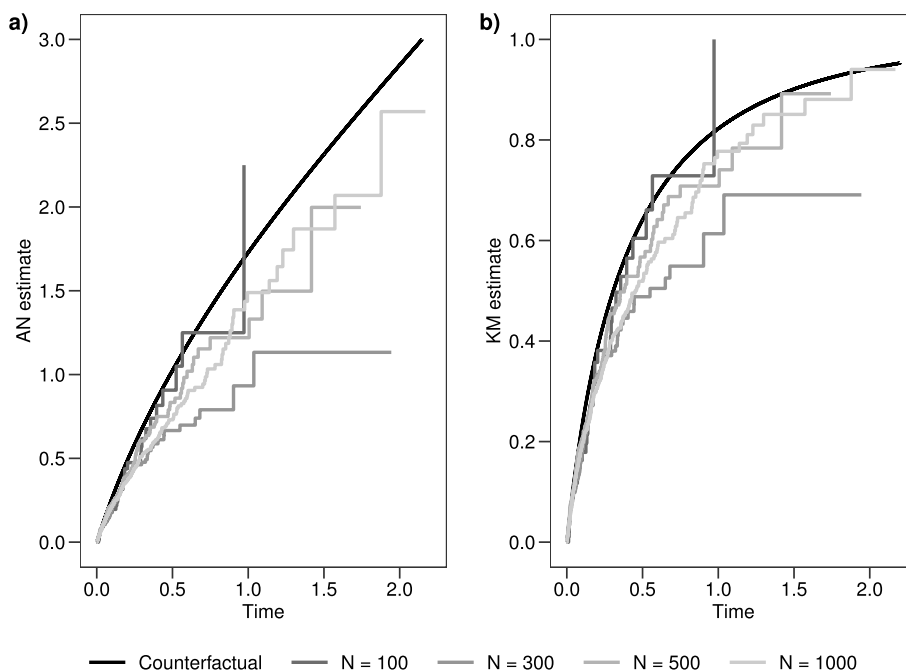 a)
AN estimate
3.0
2.5
2.0
1.5
1.0
0.5
0.0
0.0 0.5 1.0 1.5 2.0
Time
b)
KM estimate
1.0
0.8
0.6
0.4
0.2
0.0
0.0 0.5 1.0 1.5 2.0
Time
Counterfactual N = 100 N = 300 N = 500 N = 1000